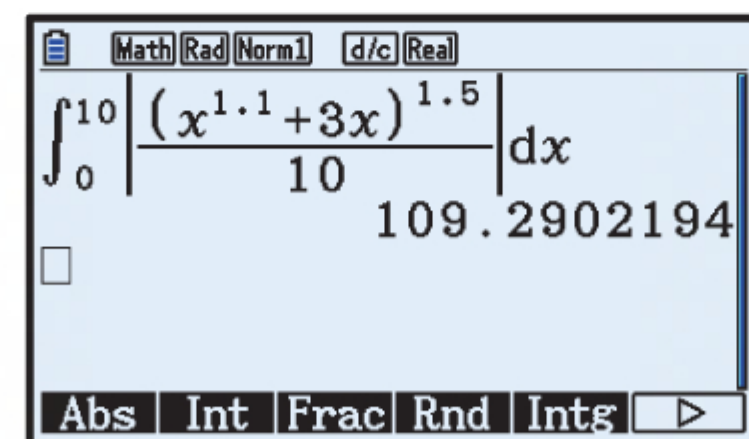 Math Rad Norm1 d/c Real
∫₀¹⁰ |(x^1.1+3x)^1.5/10| dx
109.2902194
Abs Int Frac Rnd Intg ▷